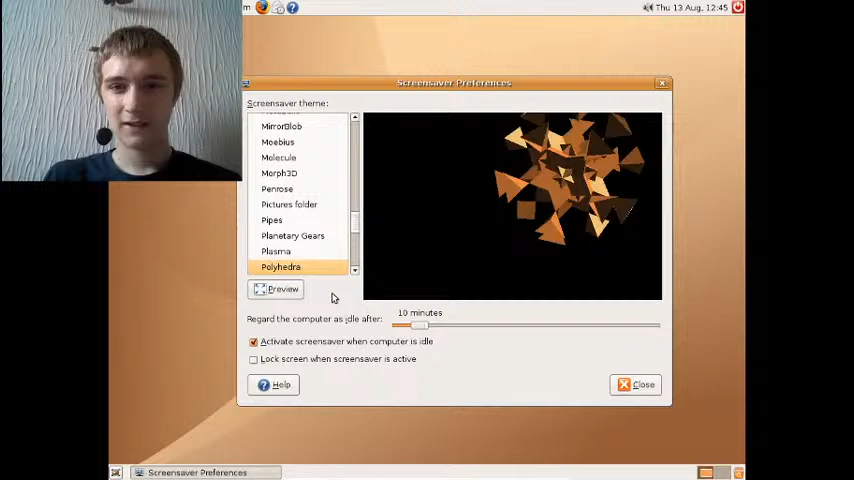 m
Thu 13 Aug, 12:45
Screensaver Preferences
Screensaver theme:
MirrorBlob
Moebius
Molecule
Morph3D
Penrose
Pictures folder
Pipes
Planetary Gears
Plasma
Polyhedra
Preview
10 minutes
Regard the computer as idle after:
Activate screensaver when computer is idle
Lock screen when screensaver is active
Help
Close
Screensaver Preferences